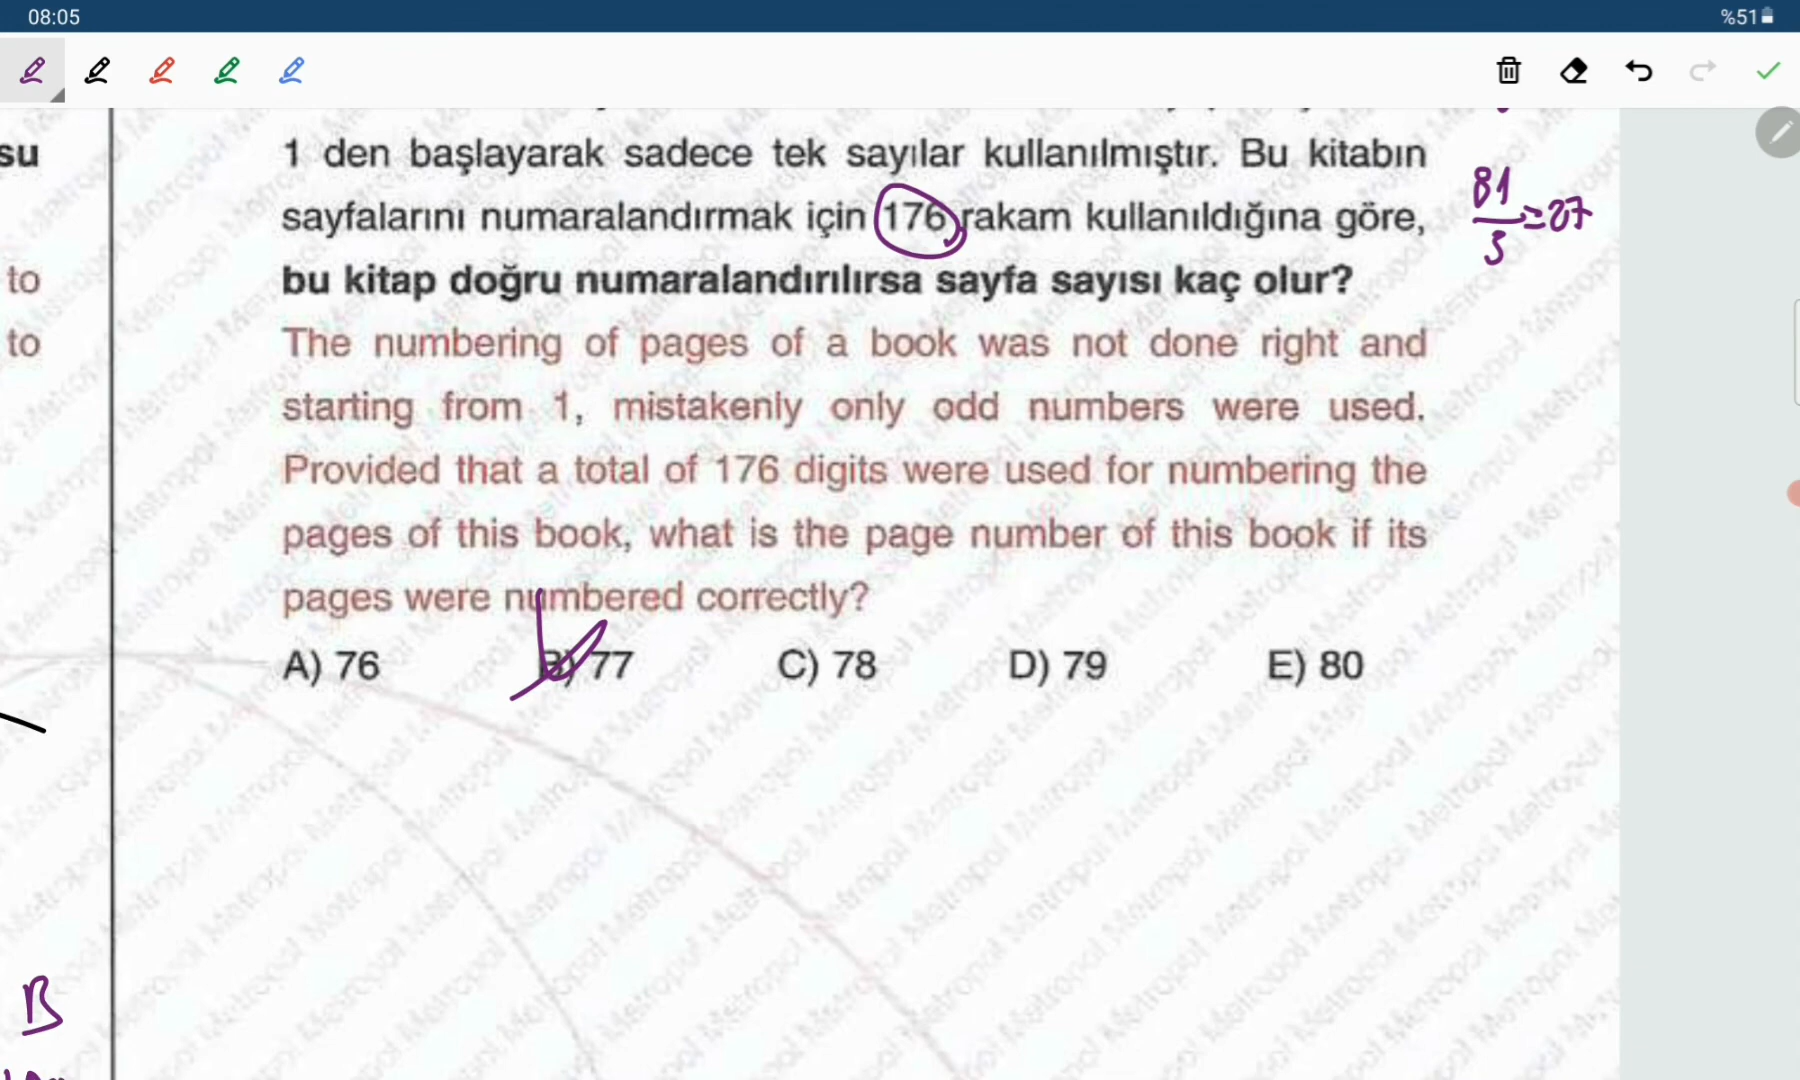 08:05
%51
su
to
to
1 den başlayarak sadece tek sayılar kullanılmıştır. Bu kitabın
sayfalarını numaralandırmak için 176 rakam kullanıldığına göre,
bu kitap doğru numaralandırılırsa sayfa sayısı kaç olur?
The numbering of pages of a book was not done right and
starting from 1, mistakenly only odd numbers were used.
Provided that a total of 176 digits were used for numbering the
pages of this book, what is the page number of this book if its
pages were numbered correctly?
A) 76 B) 77 C) 78 D) 79 E) 80
81
3
=27
B